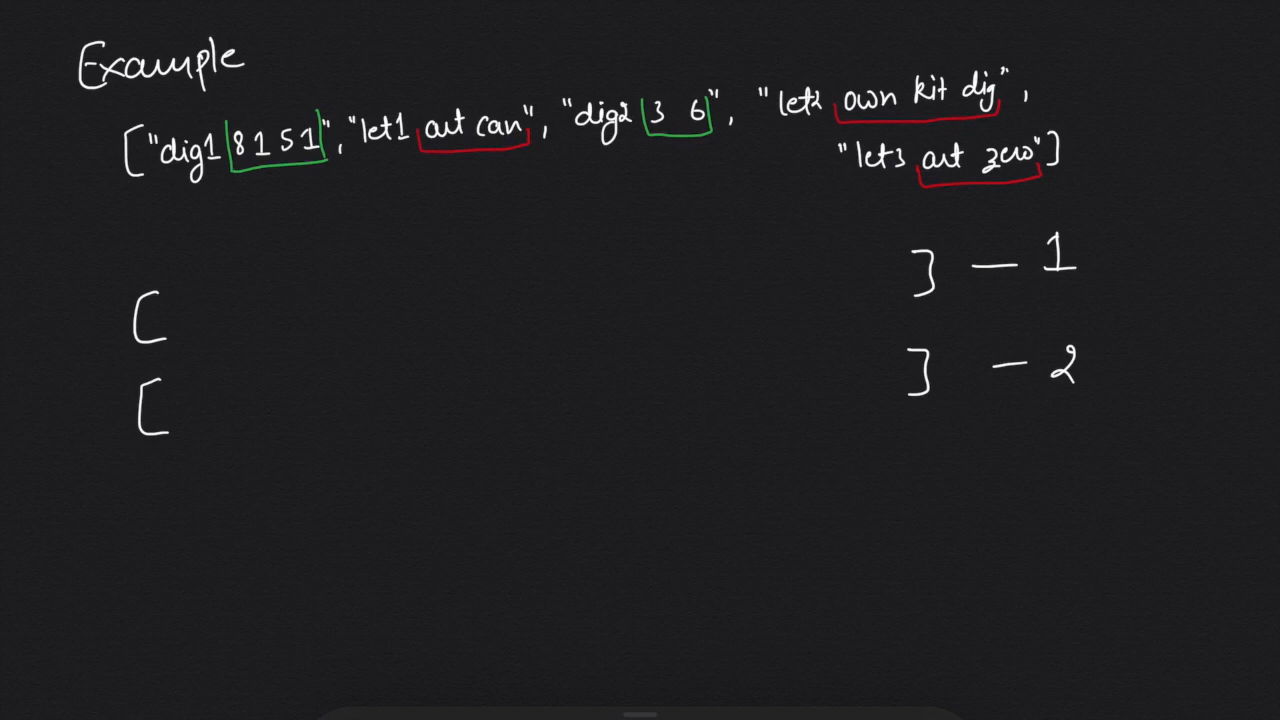 Example
["dig1 8 1 5 1", "let1 art can", "dig2 3 6", "let2 own kit dig",
"let3 art zero"]
] — 1
[
] — 2
[